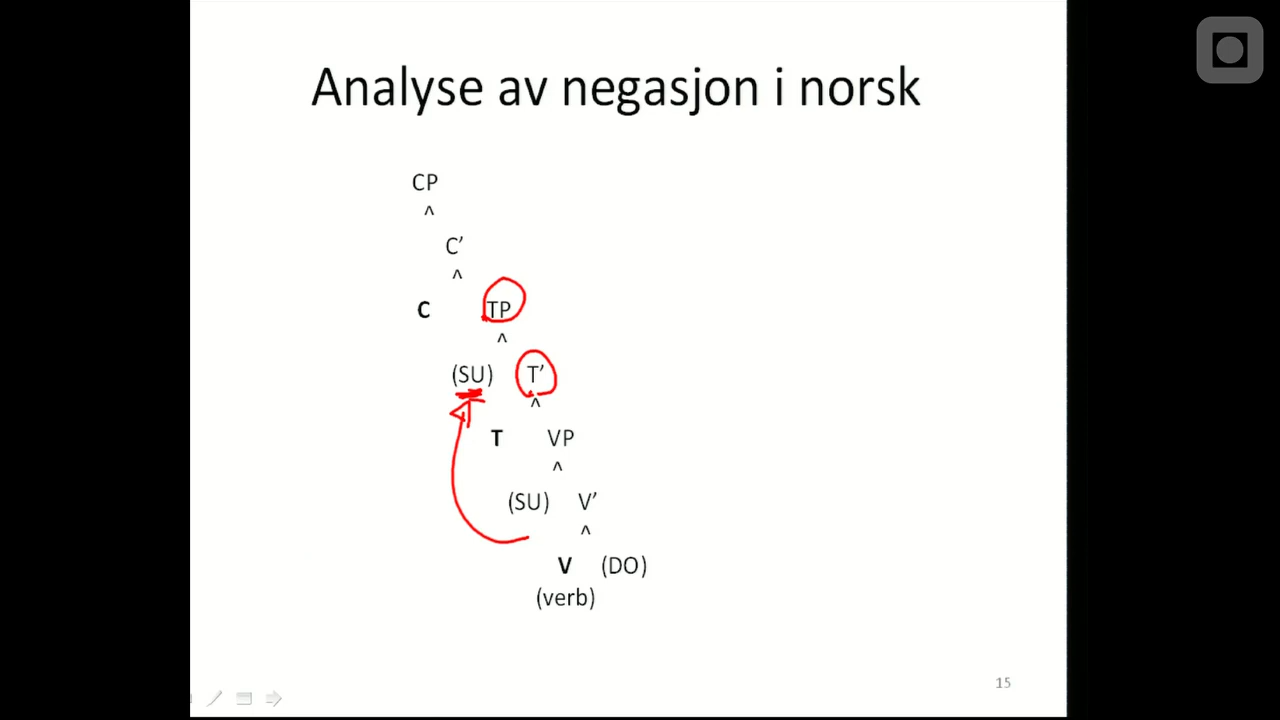 Analyse av negasjon i norsk
CP
^
C’
^
C TP
^
(SU) T’
^
T VP
^
(SU) V’
^
V (DO)
(verb)
15